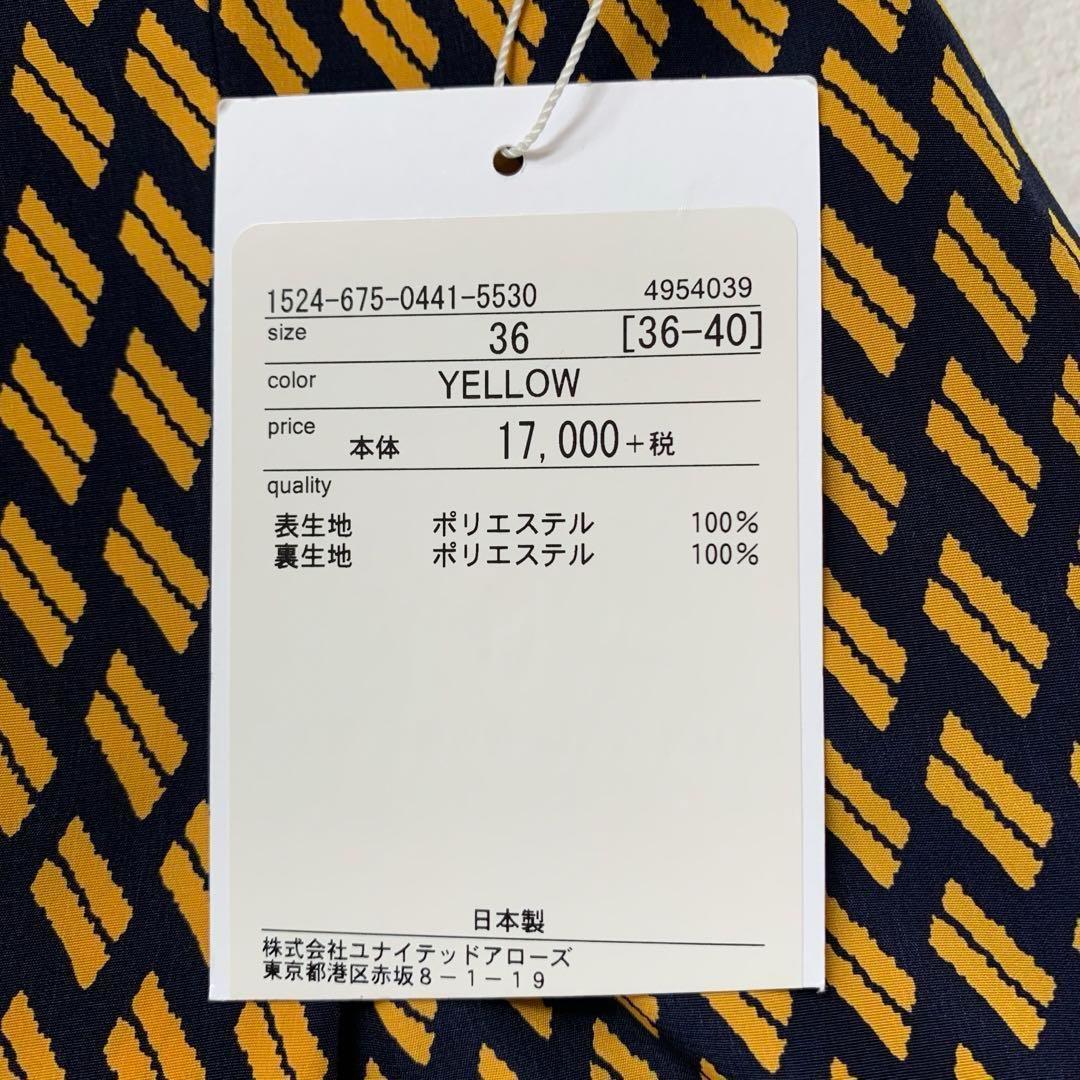 1524-675-0441-5530 4954039
size 36 [36-40]
color YELLOW
price 本体 17,000+税
quality
表生地 ポリエステル 100%
裏生地 ポリエステル 100%
日本製
株式会社ユナイテッドアローズ
東京都港区赤坂8-1-19